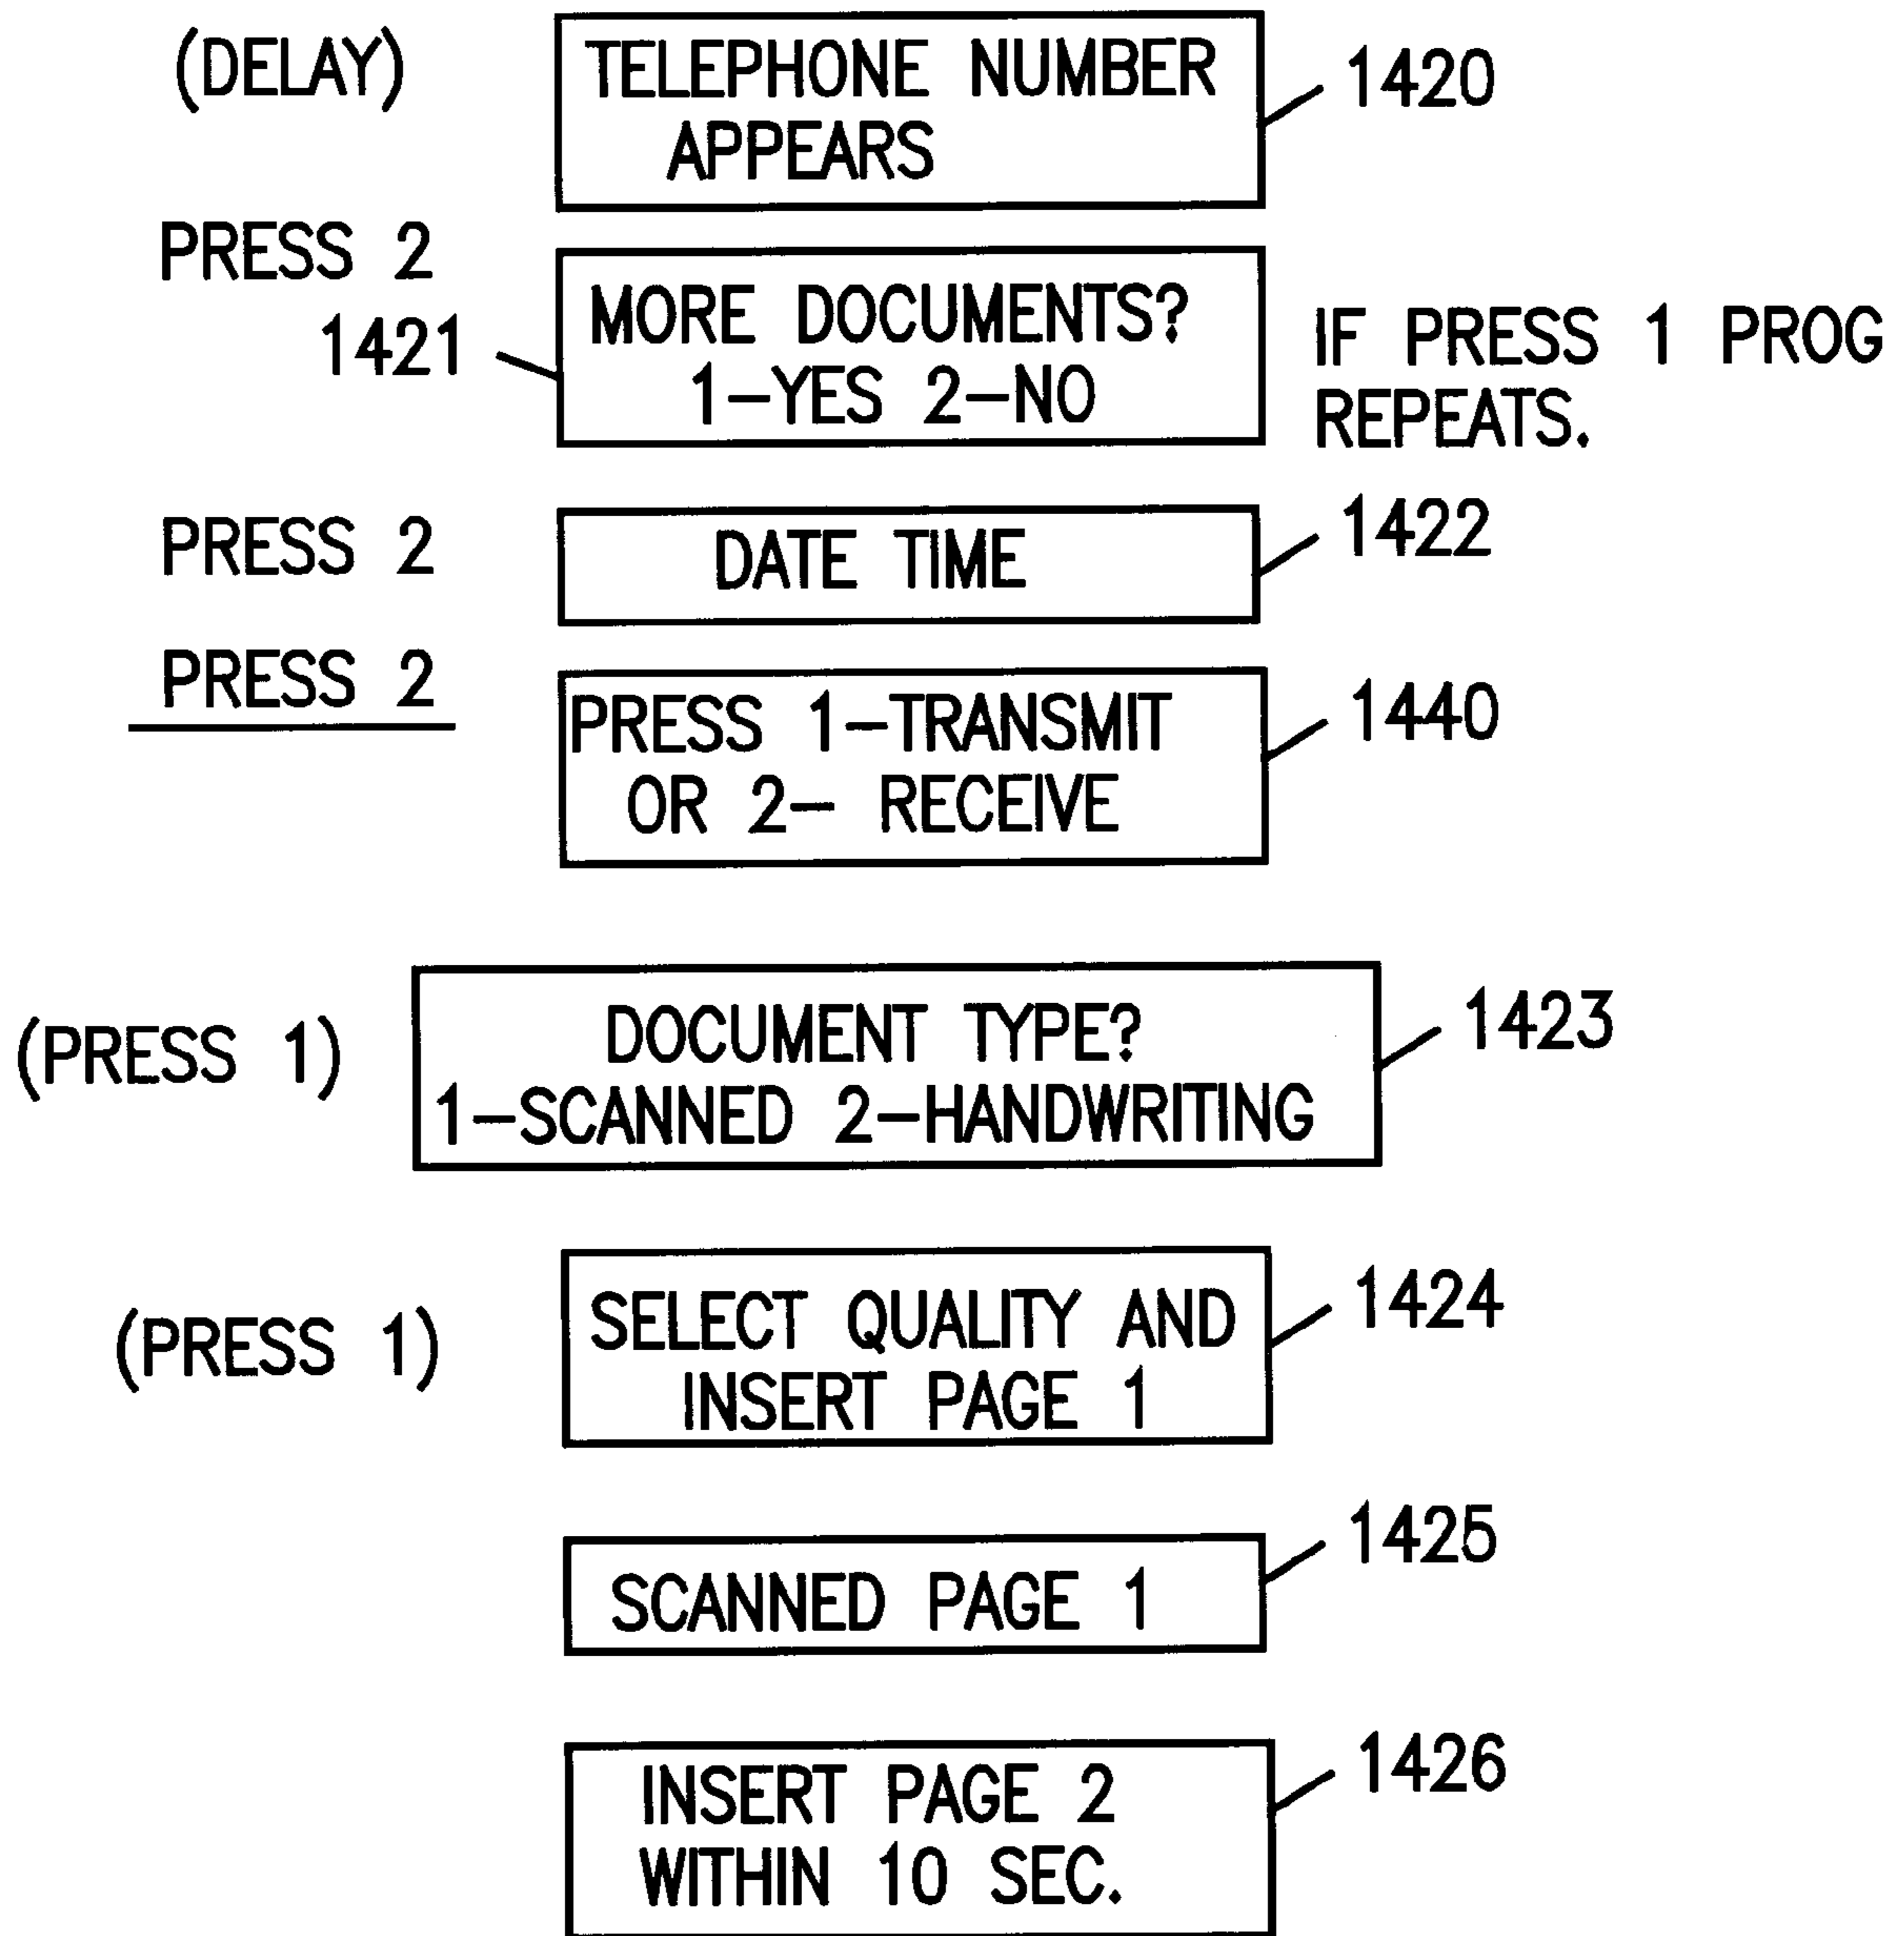 (DELAY)
TELEPHONE NUMBER
APPEARS
1420
PRESS 2
1421
MORE DOCUMENTS?
1-YES 2-NO
IF PRESS 1 PROG
REPEATS.
PRESS 2
DATE TIME
1422
PRESS 2
PRESS 1-TRANSMIT
OR 2- RECEIVE
1440
(PRESS 1)
DOCUMENT TYPE?
1-SCANNED 2-HANDWRITING
1423
(PRESS 1)
SELECT QUALITY AND
INSERT PAGE 1
1424
SCANNED PAGE 1
1425
INSERT PAGE 2
WITHIN 10 SEC.
1426